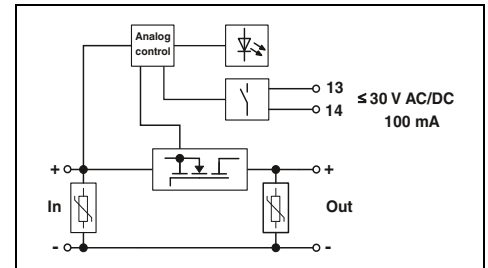 Analog
control
13
14
≤ 30 V AC/DC
100 mA
+ +
In Out
- -